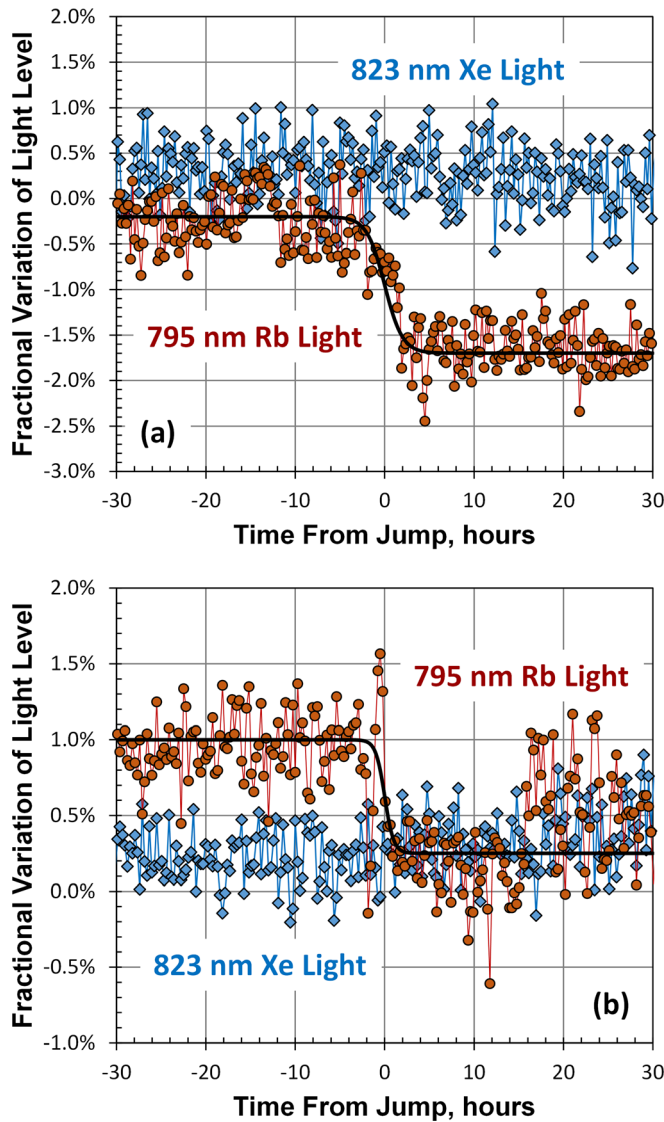 Fractional Variation of Light Level
2.0%
1.5%
1.0%
0.5%
0.0%
-0.5%
-1.0%
-1.5%
-2.0%
-2.5%
-3.0%
823 nm Xe Light
795 nm Rb Light
(a)
-30 -20 -10 0 10 20 30
Time From Jump, hours
Fractional Variation of Light Level
2.0%
1.5%
1.0%
0.5%
0.0%
-0.5%
-1.0%
795 nm Rb Light
823 nm Xe Light
(b)
-30 -20 -10 0 10 20 30
Time From Jump, hours